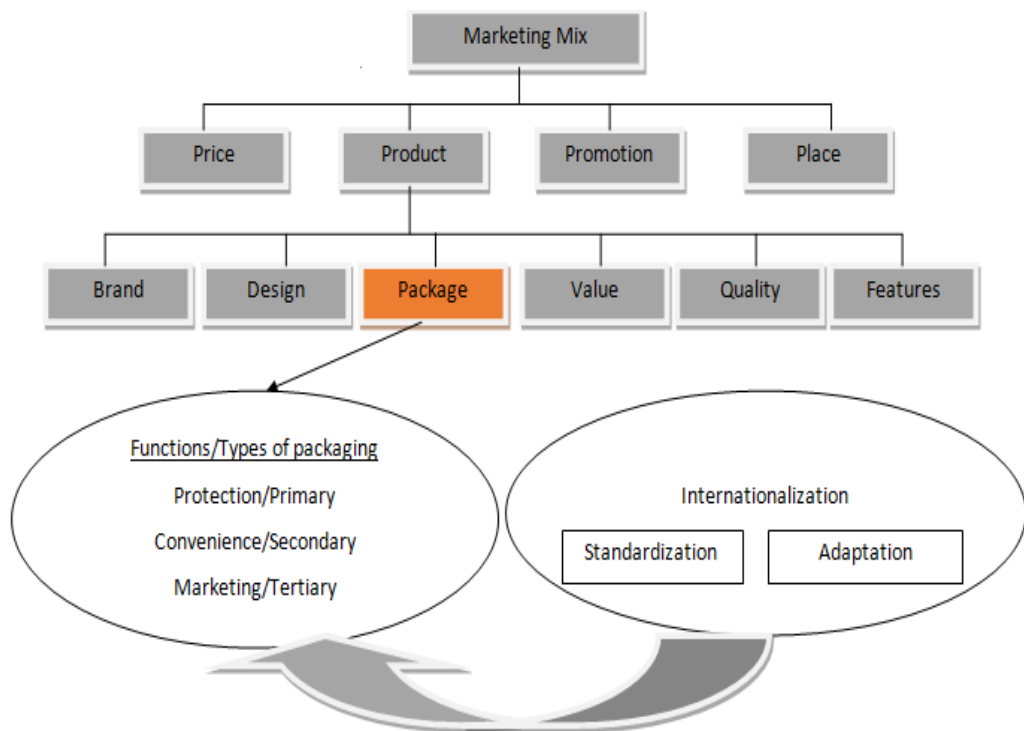 Marketing Mix
Price
Product
Promotion
Place
Brand
Design
Package
Value
Quality
Features
Functions/Types of packaging
Protection/Primary
Convenience/Secondary
Marketing/Tertiary
Internationalization
Standardization
Adaptation